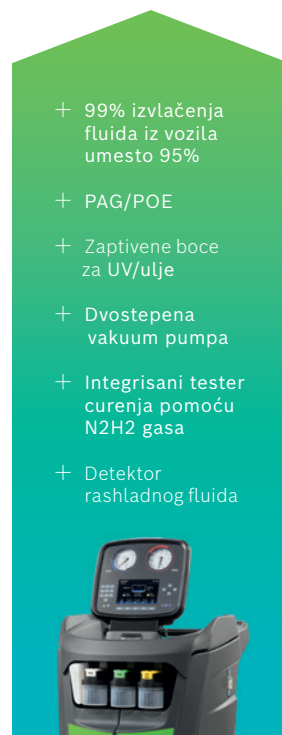 + 99% izvlačenja
fluida iz vozila
umesto 95%
+ PAG/POE
+ Zaptivene boce
za UV/ulje
+ Dvostepena
vakuum pumpa
+ Integrisani tester
curenja pomoću
N2H2 gasa
+ Detektor
rashladnog fluida